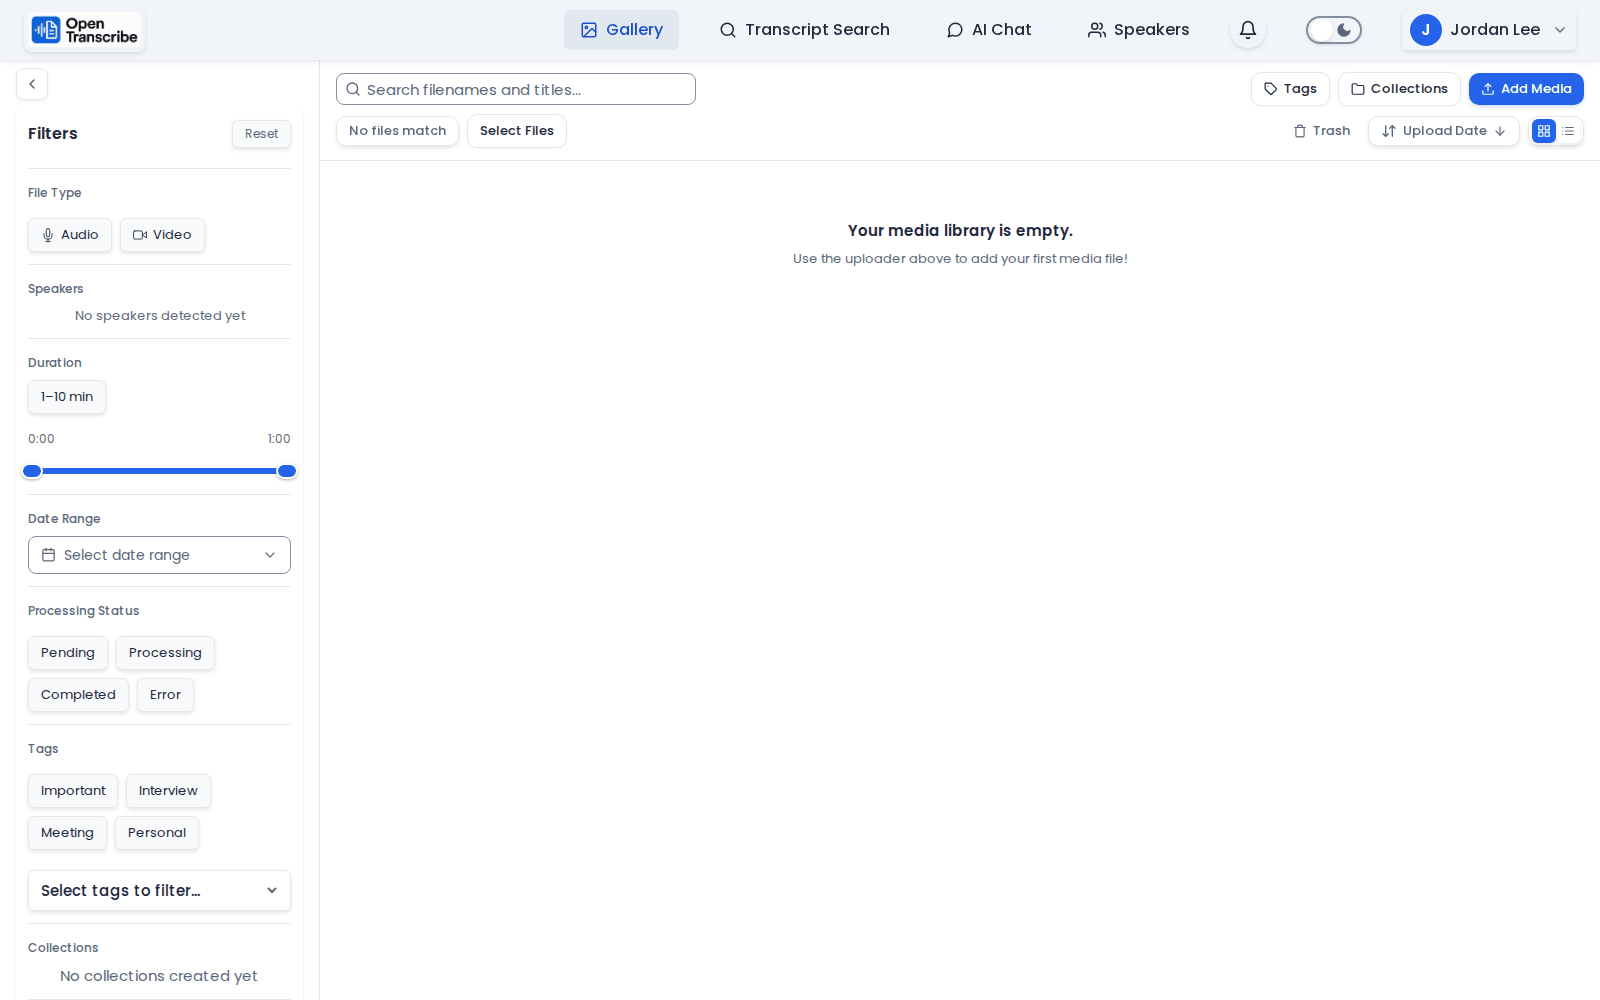 Open
Transcribe
Gallery
Transcript Search
AI Chat
Speakers
J
Jordan Lee
Filters
Reset
File Type
Audio
Video
Speakers
No speakers detected yet
Duration
1–10 min
0:00
1:00
Date Range
Select date range
Processing Status
Pending
Processing
Completed
Error
Tags
Important
Interview
Meeting
Personal
Select tags to filter...
Collections
No collections created yet
Search filenames and titles...
Tags
Collections
Add Media
No files match
Select Files
Trash
Upload Date
Your media library is empty.
Use the uploader above to add your first media file!